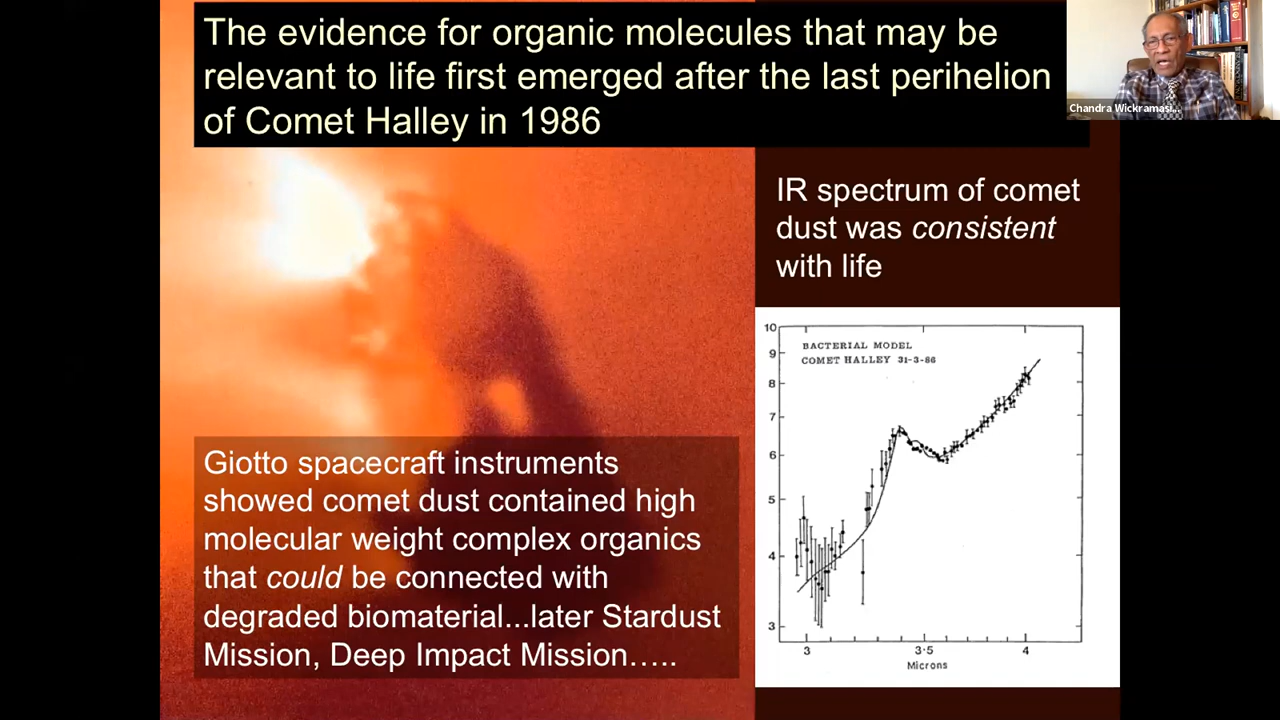 The evidence for organic molecules that may be
relevant to life first emerged after the last perihelion
of Comet Halley in 1986
Chandra Wickramasi...
IR spectrum of comet
dust was consistent
with life
Giotto spacecraft instruments
showed comet dust contained high
molecular weight complex organics
that could be connected with
degraded biomaterial...later Stardust
Mission, Deep Impact Mission.....
BACTERIAL MODEL
COMET HALLEY 31-3-86
10
9
8
7
6
5
4
3
3 3·5 4
Microns